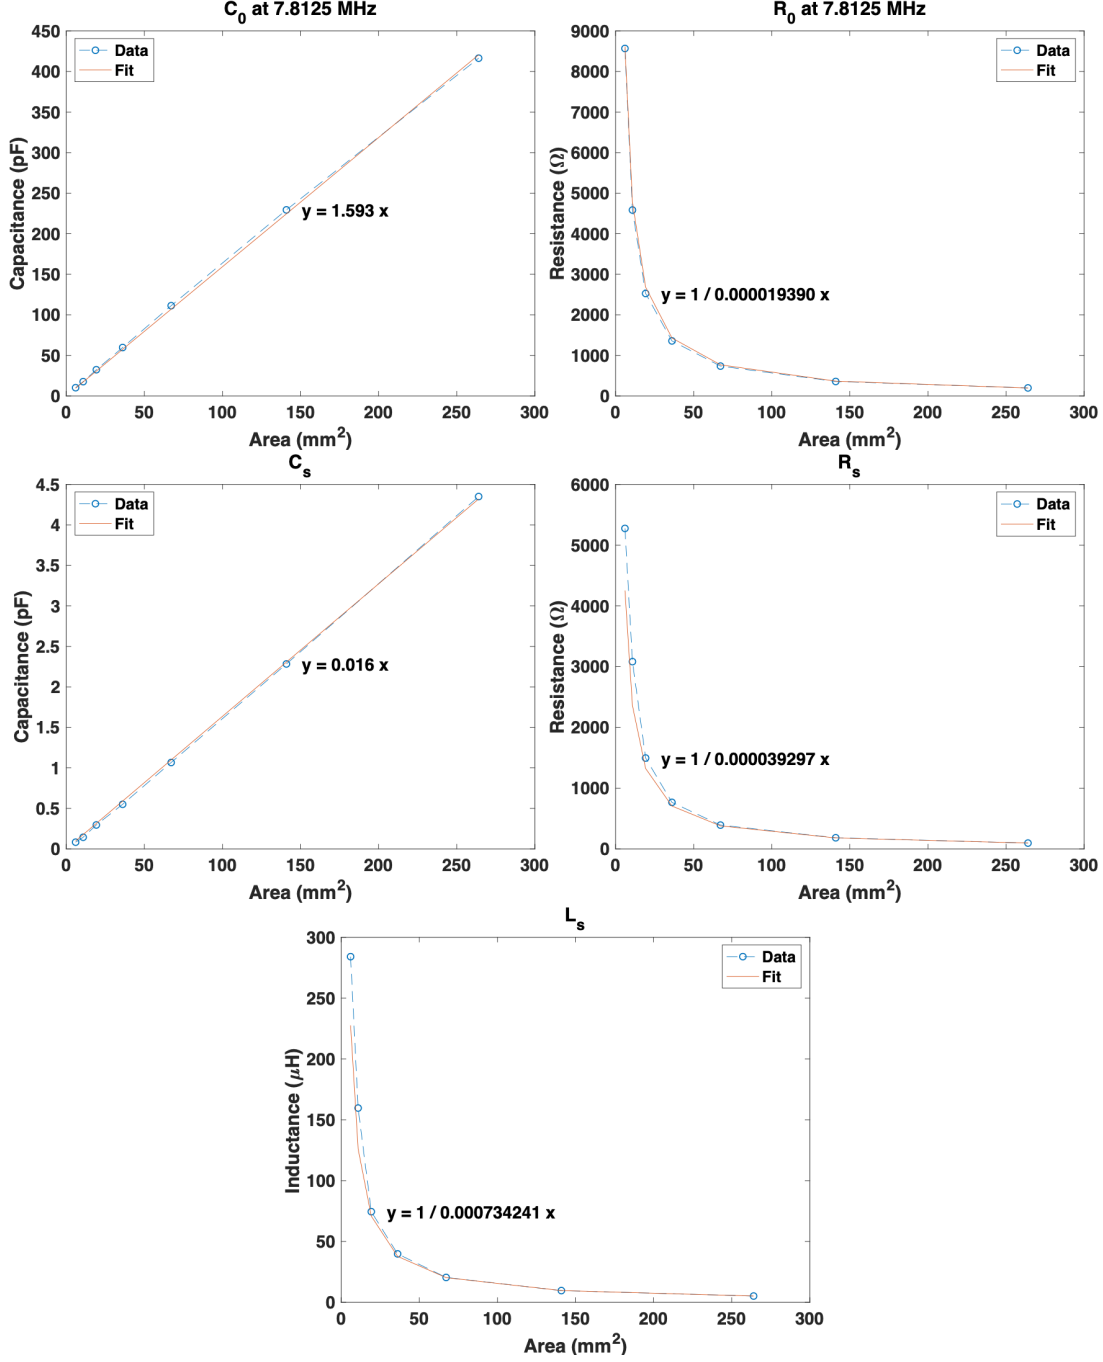 C0 at 7.8125 MHz
450
400
350
300
250
200
150
100
50
0
Capacitance (pF)
Data
Fit
y = 1.593 x
0 50 100 150 200 250 300
Area (mm2)
R0 at 7.8125 MHz
9000
8000
7000
6000
5000
4000
3000
2000
1000
0
Resistance (Ω)
Data
Fit
y = 1 / 0.000019390 x
0 50 100 150 200 250 300
Area (mm2)
Cs
4.5
4
3.5
3
2.5
2
1.5
1
0.5
0
Capacitance (pF)
Data
Fit
y = 0.016 x
0 50 100 150 200 250 300
Area (mm2)
Rs
6000
5000
4000
3000
2000
1000
0
Resistance (Ω)
Data
Fit
y = 1 / 0.000039297 x
0 50 100 150 200 250 300
Area (mm2)
Ls
300
250
200
150
100
50
0
Inductance (μH)
Data
Fit
y = 1 / 0.000734241 x
0 50 100 150 200 250 300
Area (mm2)